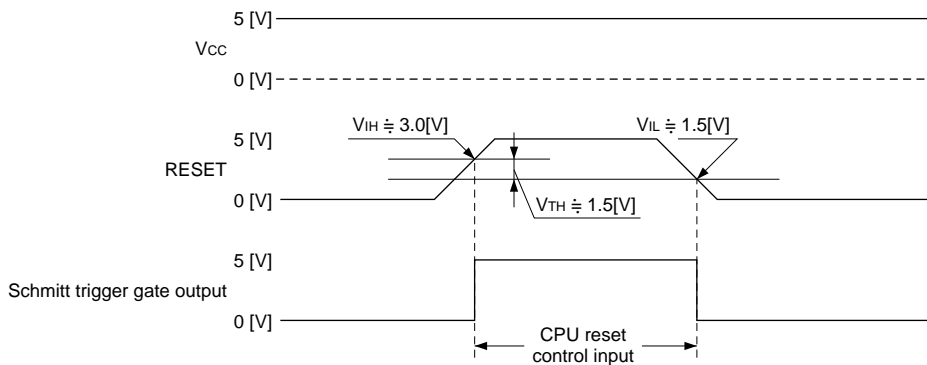 5 [V]
VCC
0 [V]
VIH ≒ 3.0[V]
VIL ≒ 1.5[V]
5 [V]
RESET
0 [V]
VTH ≒ 1.5[V]
5 [V]
Schmitt trigger gate output
0 [V]
CPU reset
control input